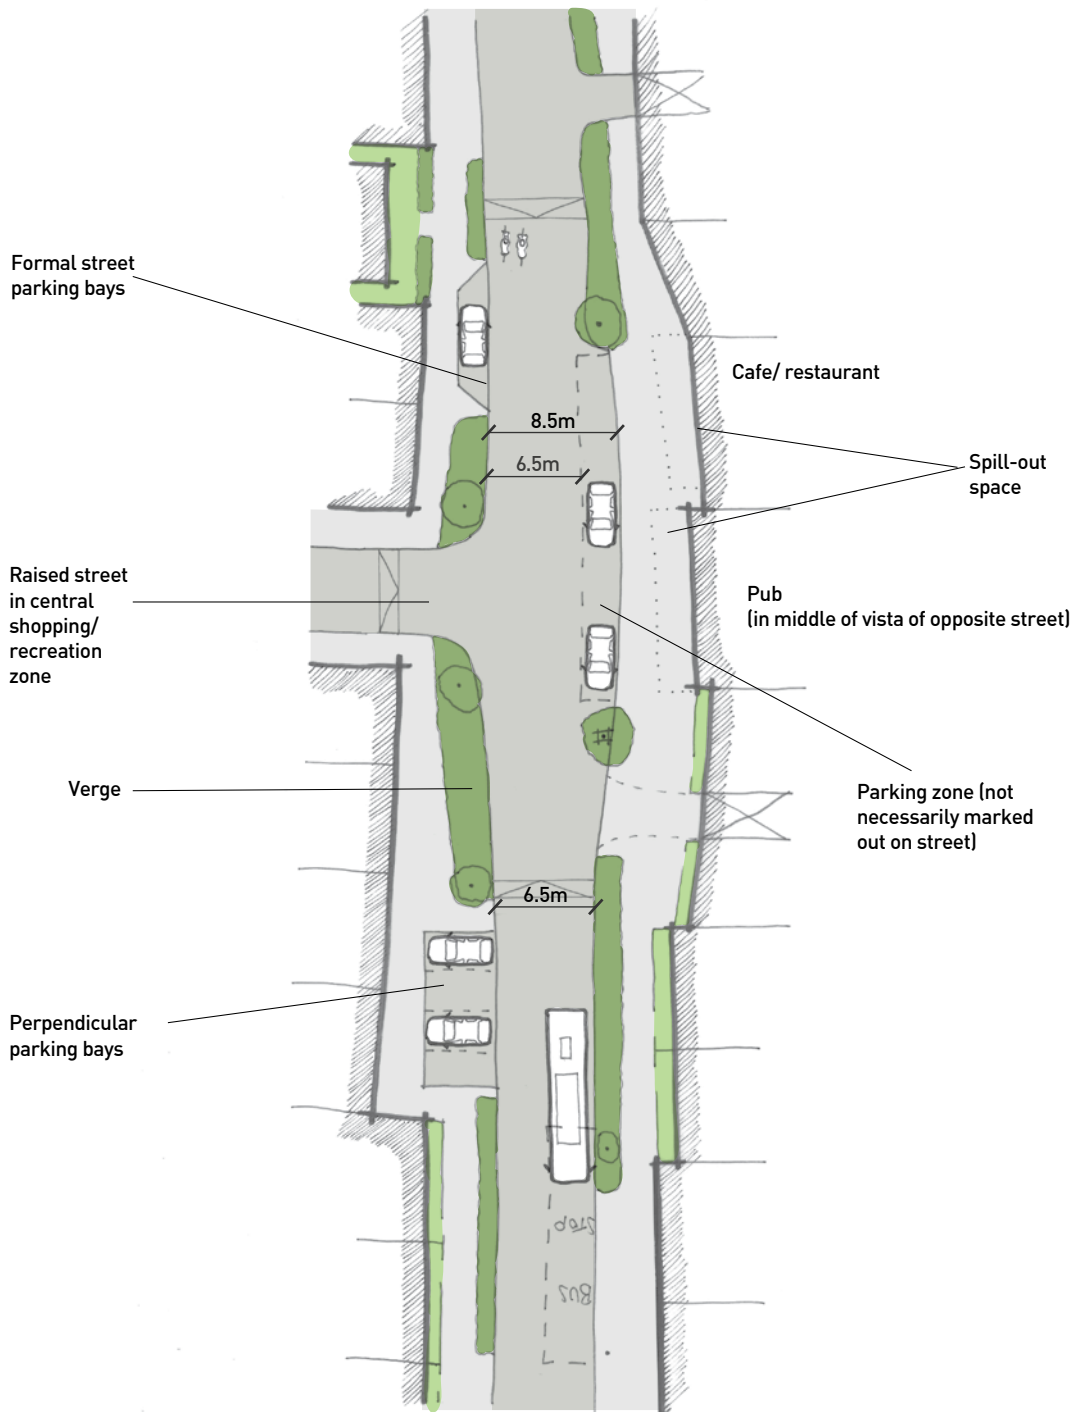 Formal street
parking bays
Cafe/ restaurant
8.5m
6.5m
Spill-out
space
Raised street
in central
shopping/
recreation
zone
Pub
(in middle of vista of opposite street)
Verge
Parking zone (not
necessarily marked
out on street)
6.5m
Perpendicular
parking bays
STOP
BUS